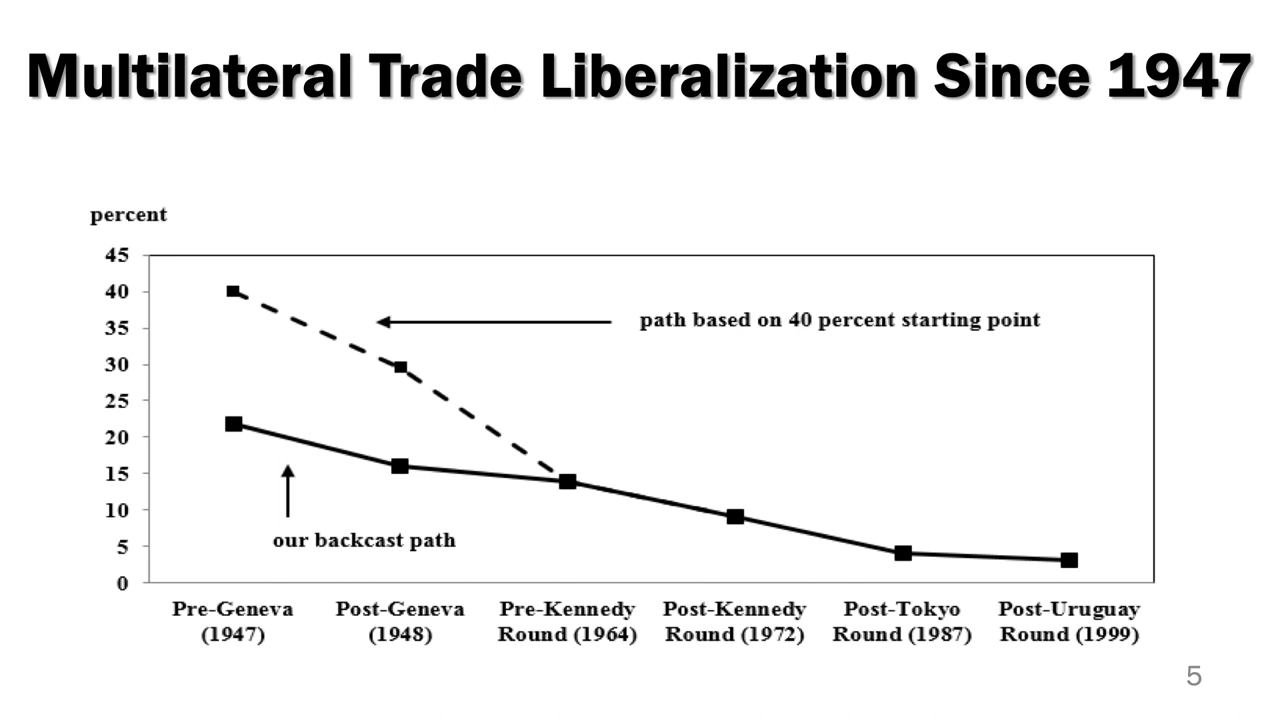 Multilateral Trade Liberalization Since 1947
percent
45
40
35
30
25
20
15
10
5
0
path based on 40 percent starting point
our backcast path
Pre-Geneva
(1947)
Post-Geneva
(1948)
Pre-Kennedy
Round (1964)
Post-Kennedy
Round (1972)
Post-Tokyo
Round (1987)
Post-Uruguay
Round (1999)
5